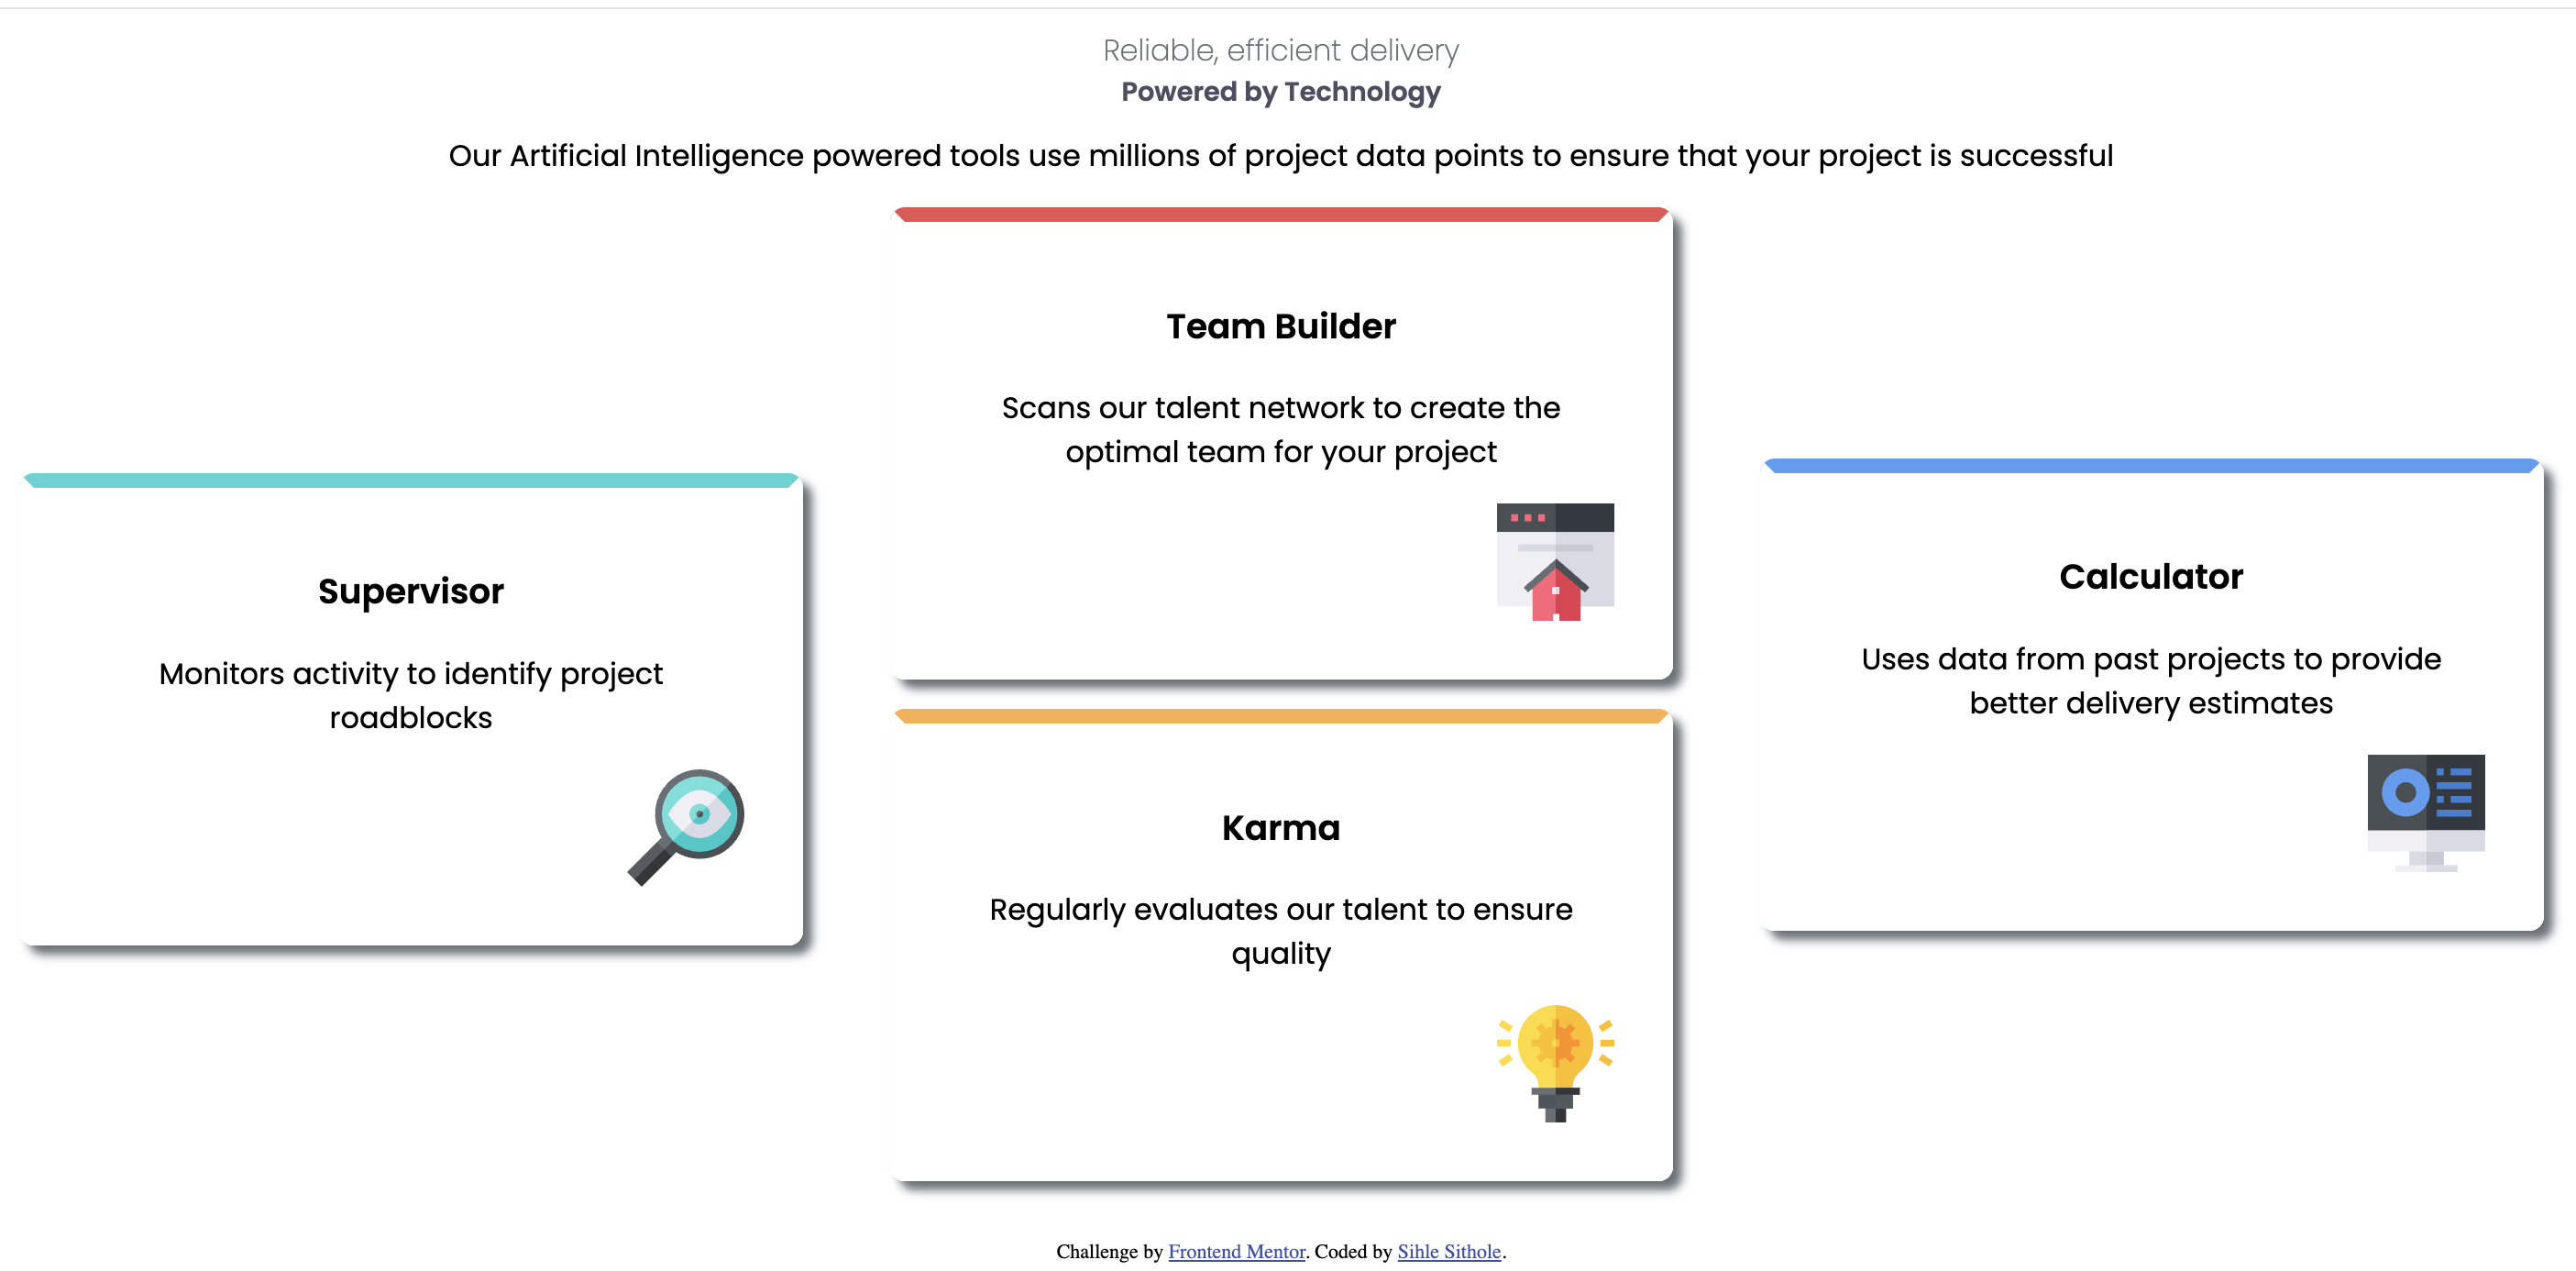 Reliable, efficient delivery
Powered by Technology
Our Artificial Intelligence powered tools use millions of project data points to ensure that your project is successful
Supervisor
Monitors activity to identify project
roadblocks
Team Builder
Scans our talent network to create the
optimal team for your project
Karma
Regularly evaluates our talent to ensure
quality
Calculator
Uses data from past projects to provide
better delivery estimates
Challenge by Frontend Mentor. Coded by Sihle Sithole.